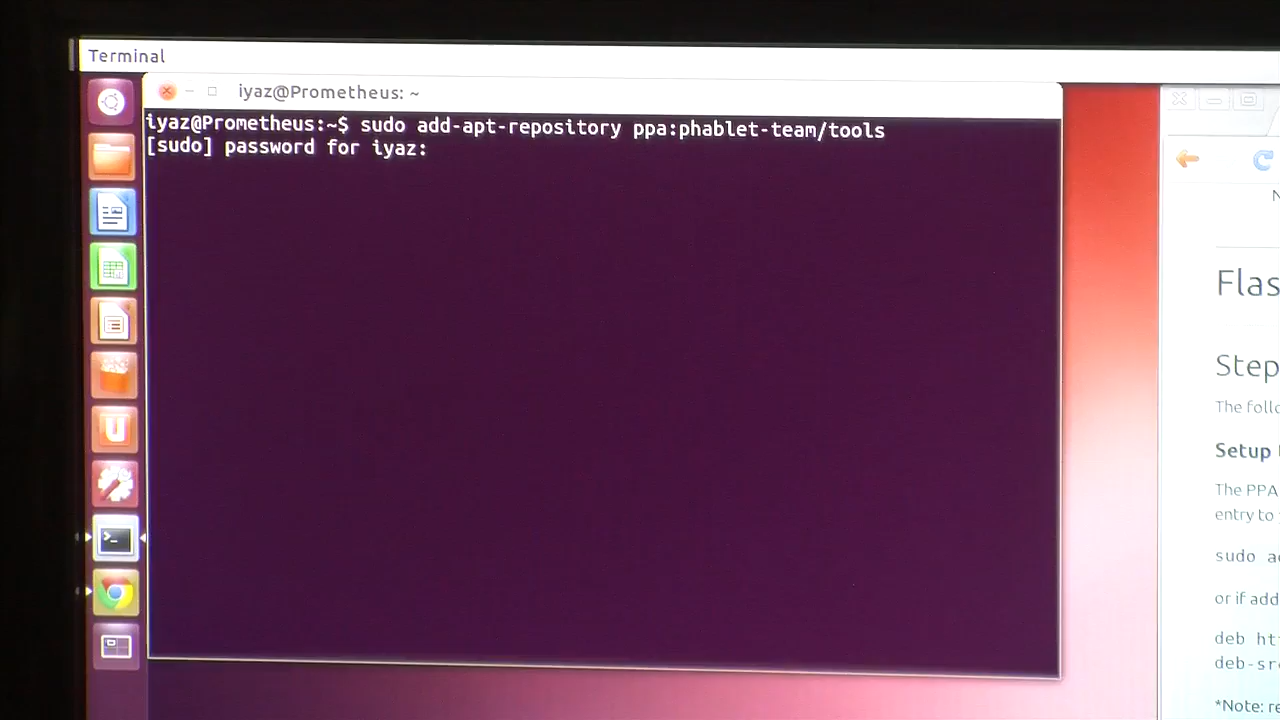 Terminal
iyaz@Prometheus: ~
iyaz@Prometheus:~$ sudo add-apt-repository ppa:phablet-team/tools
[sudo] password for iyaz:
Flas
Step
The follo
Setup
The PPA
entry to
sudo a
or if add
deb ht
deb-sr
*Note: re